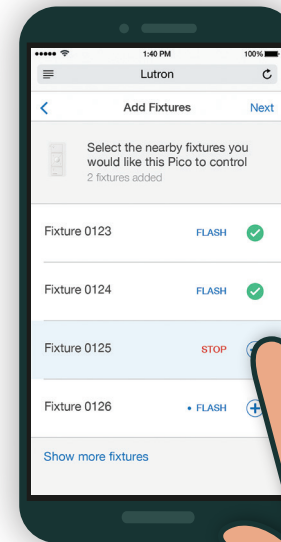 1:40 PM 100%
Lutron
Add Fixtures Next
Select the nearby fixtures you
would like this Pico to control
2 fixtures added
Fixture 0123 FLASH
Fixture 0124 FLASH
Fixture 0125 STOP
Fixture 0126 • FLASH
Show more fixtures